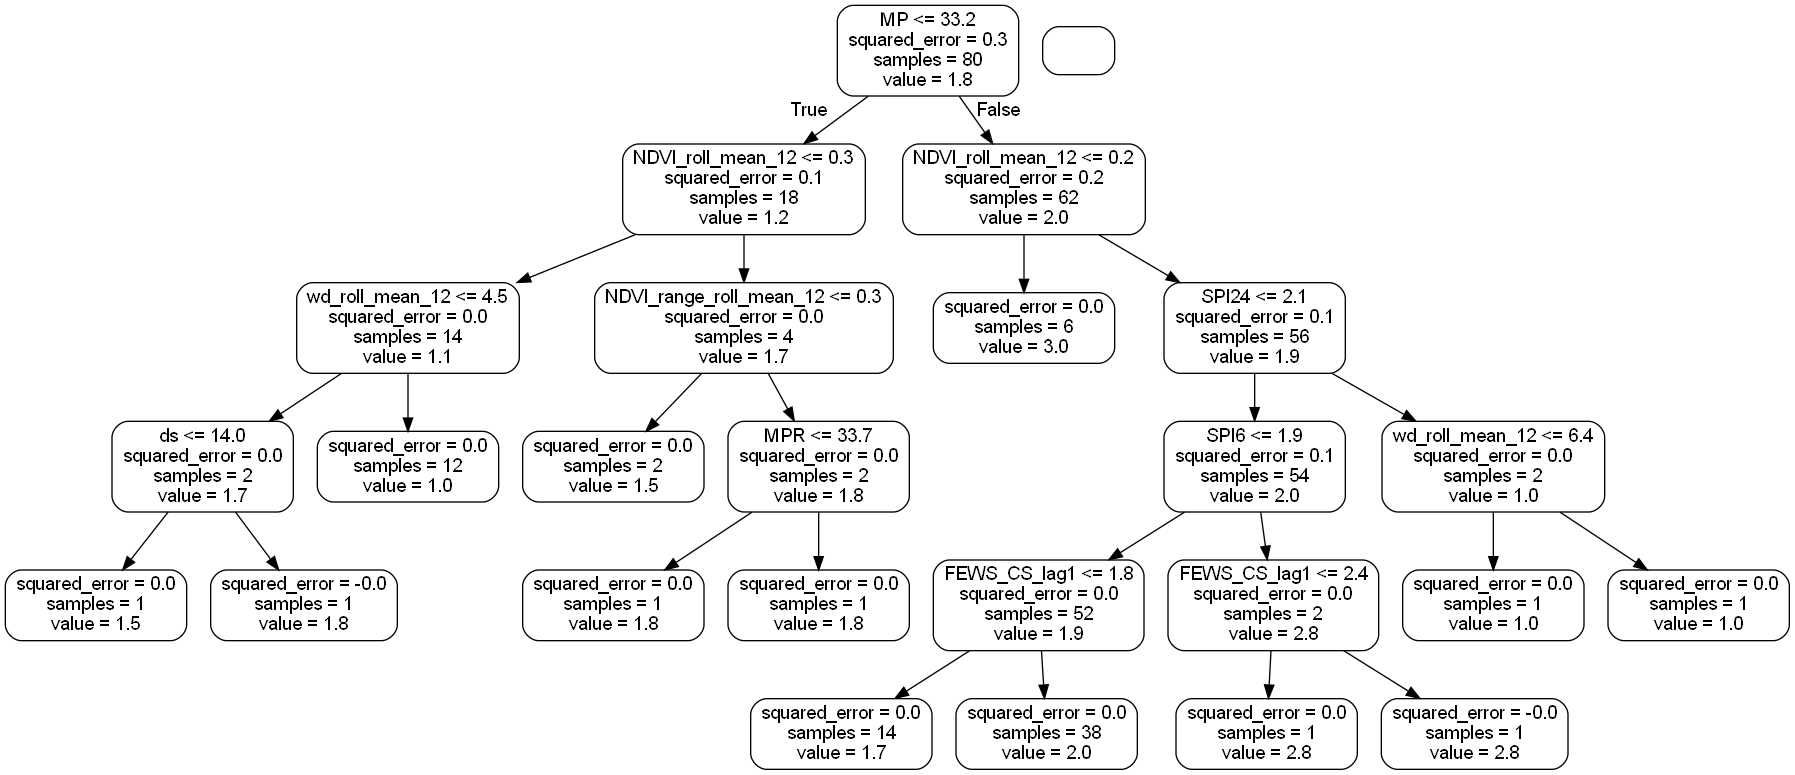 MP <= 33.2
squared_error = 0.3
samples = 80
value = 1.8
True
False
NDVI_roll_mean_12 <= 0.3
squared_error = 0.1
samples = 18
value = 1.2
NDVI_roll_mean_12 <= 0.2
squared_error = 0.2
samples = 62
value = 2.0
wd_roll_mean_12 <= 4.5
squared_error = 0.0
samples = 14
value = 1.1
NDVI_range_roll_mean_12 <= 0.3
squared_error = 0.0
samples = 4
value = 1.7
squared_error = 0.0
samples = 6
value = 3.0
SPI24 <= 2.1
squared_error = 0.1
samples = 56
value = 1.9
ds <= 14.0
squared_error = 0.0
samples = 2
value = 1.7
squared_error = 0.0
samples = 12
value = 1.0
squared_error = 0.0
samples = 2
value = 1.5
MPR <= 33.7
squared_error = 0.0
samples = 2
value = 1.8
SPI6 <= 1.9
squared_error = 0.1
samples = 54
value = 2.0
wd_roll_mean_12 <= 6.4
squared_error = 0.0
samples = 2
value = 1.0
squared_error = 0.0
samples = 1
value = 1.5
squared_error = -0.0
samples = 1
value = 1.8
squared_error = 0.0
samples = 1
value = 1.8
squared_error = 0.0
samples = 1
value = 1.8
FEWS_CS_lag1 <= 1.8
squared_error = 0.0
samples = 52
value = 1.9
FEWS_CS_lag1 <= 2.4
squared_error = 0.0
samples = 2
value = 2.8
squared_error = 0.0
samples = 1
value = 1.0
squared_error = 0.0
samples = 1
value = 1.0
squared_error = 0.0
samples = 14
value = 1.7
squared_error = 0.0
samples = 38
value = 2.0
squared_error = 0.0
samples = 1
value = 2.8
squared_error = -0.0
samples = 1
value = 2.8